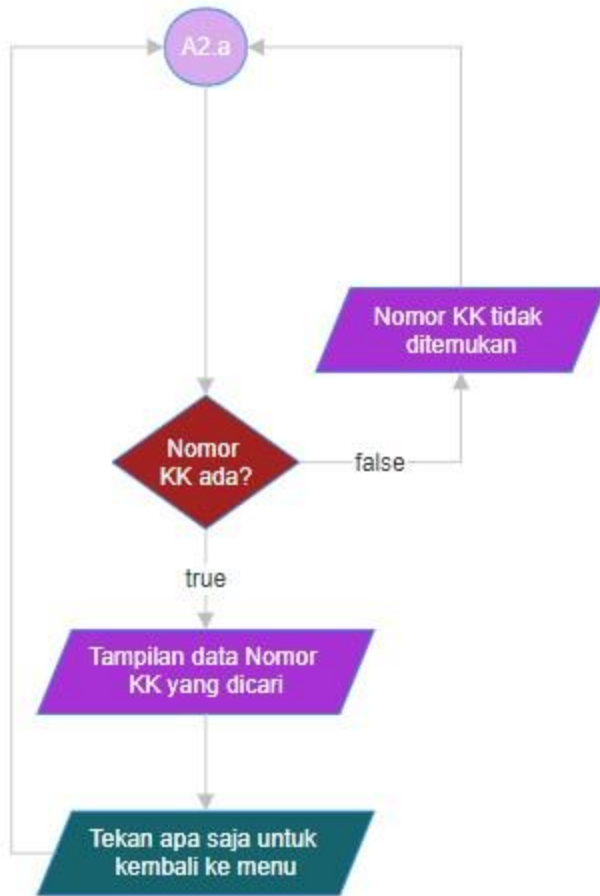 A2.a
Nomor KK tidak
ditemukan
Nomor
KK ada?
false
true
Tampilan data Nomor
KK yang dicari
Tekan apa saja untuk
kembali ke menu